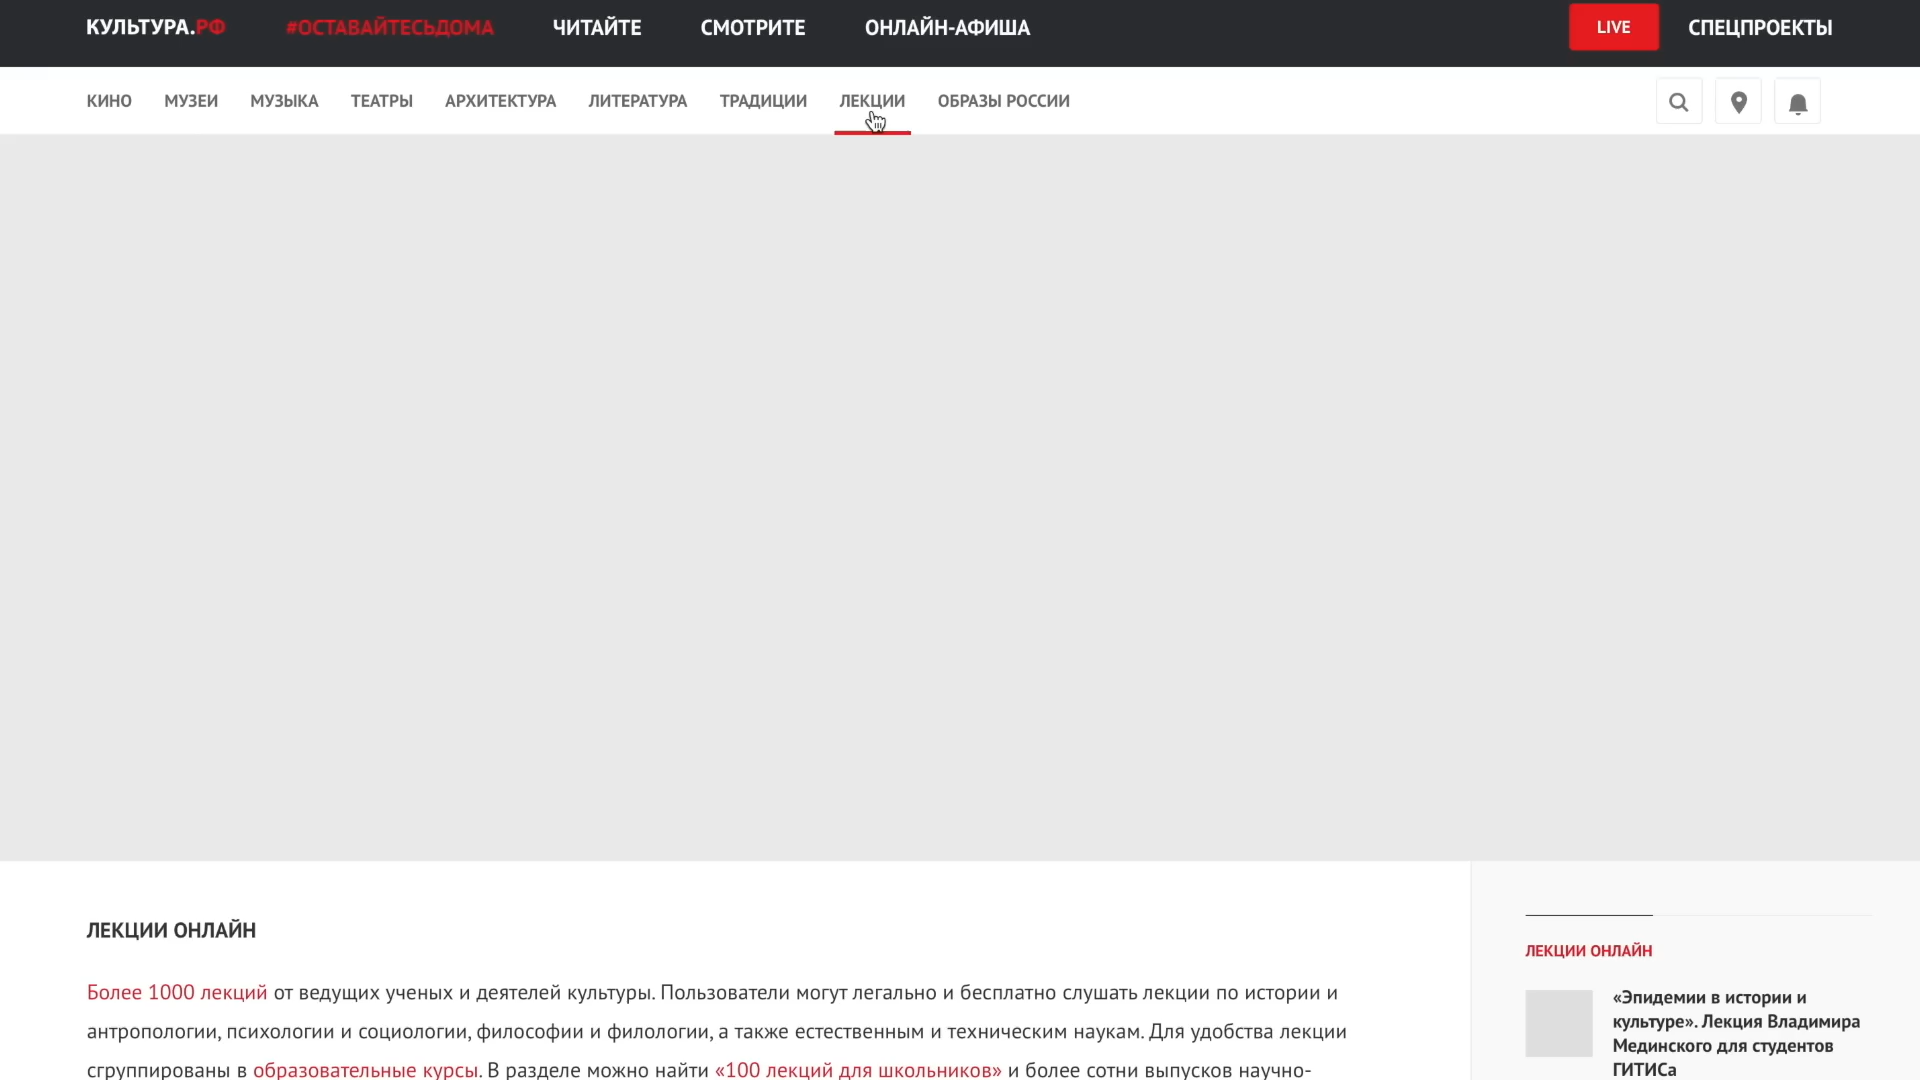 КУЛЬТУРА.РФ #ОСТАВАЙТЕСЬДОМА ЧИТАЙТЕ СМОТРИТЕ ОНЛАЙН-АФИША LIVE СПЕЦПРОЕКТЫ
КИНО МУЗЕИ МУЗЫКА ТЕАТРЫ АРХИТЕКТУРА ЛИТЕРАТУРА ТРАДИЦИИ ЛЕКЦИИ ОБРАЗЫ РОССИИ
ЛЕКЦИИ ОНЛАЙН
Более 1000 лекций от ведущих ученых и деятелей культуры. Пользователи могут легально и бесплатно слушать лекции по истории и
антропологии, психологии и социологии, философии и филологии, а также естественным и техническим наукам. Для удобства лекции
сгруппированы в образовательные курсы. В разделе можно найти «100 лекций для школьников» и более сотни выпусков научно-
ЛЕКЦИИ ОНЛАЙН
«Эпидемии в истории и
культуре». Лекция Владимира
Мединского для студентов
ГИТИСа